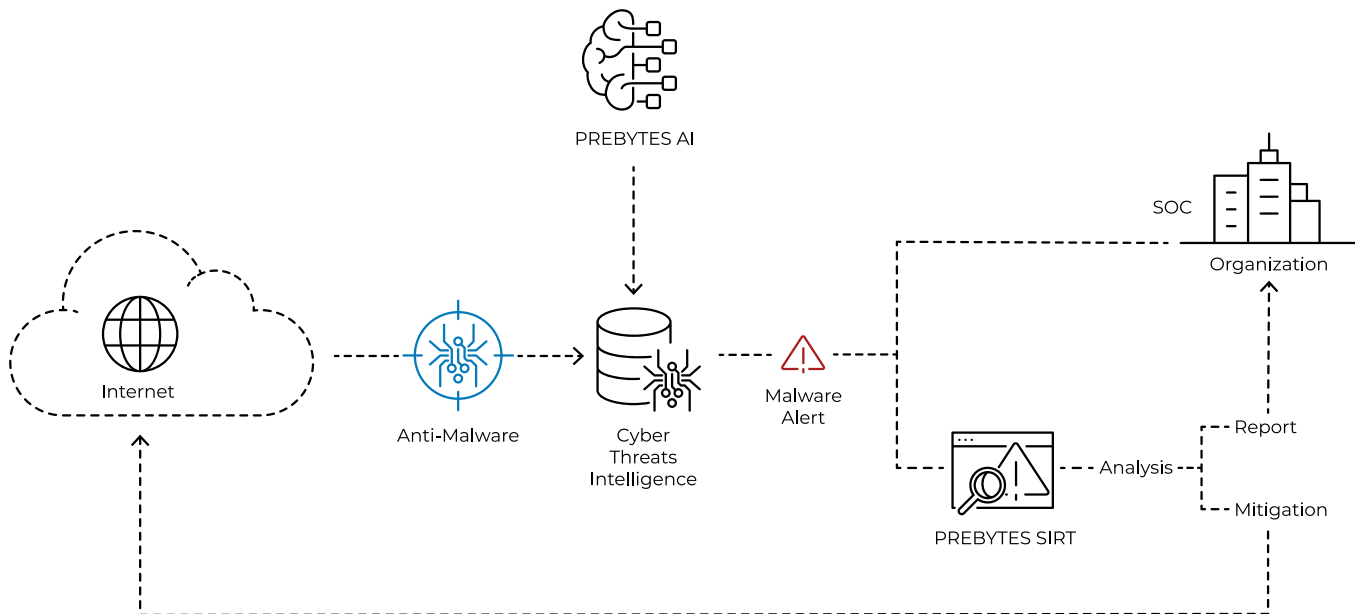 PREBYTES AI
SOC
Organization
Internet
Anti-Malware
Cyber
Threats
Intelligence
Malware
Alert
PREBYTES SIRT
Analysis
Report
Mitigation